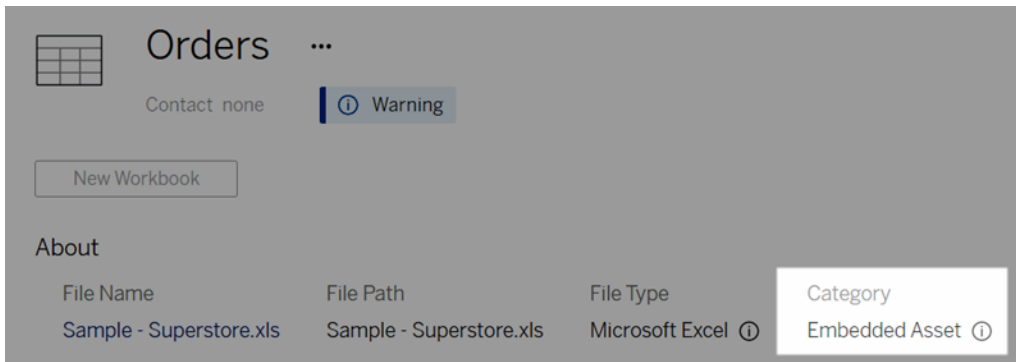 Orders ...
Contact none Warning
New Workbook
About
File Name File Path File Type Category
Sample - Superstore.xls Sample - Superstore.xls Microsoft Excel Embedded Asset